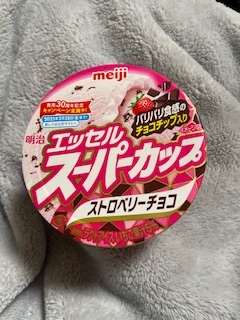 meiji
発売30周年記念
キャンペーン実施中!
バリバリ食感の
チョコチップ入り
明治
エッセル
スーパーカップ
ストロベリーチョコ